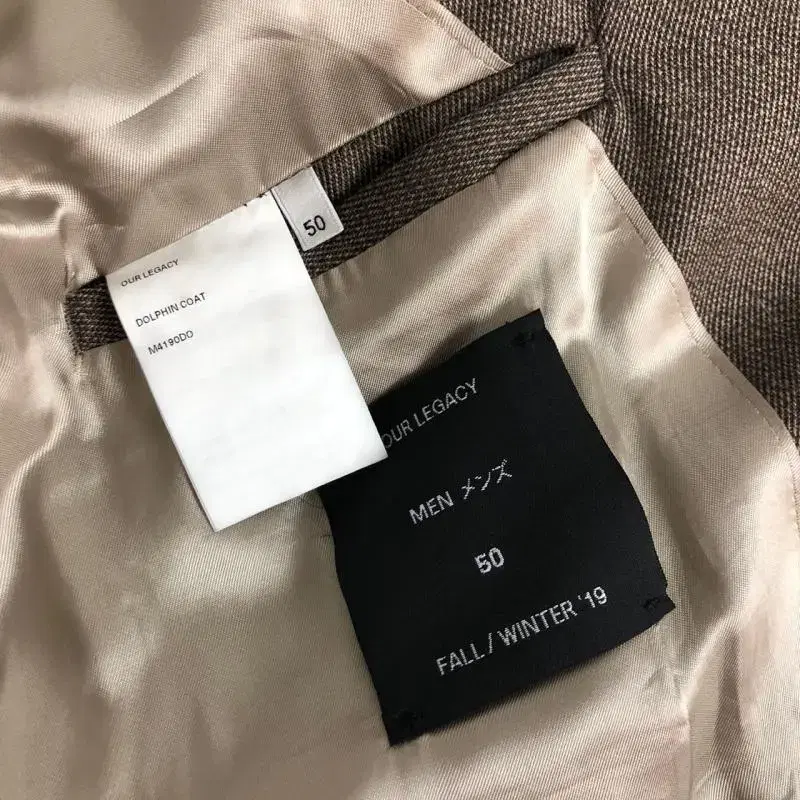 50
OUR LEGACY
DOLPHIN COAT
M4190DO
OUR LEGACY
MEN メンズ
50
FALL / WINTER '19